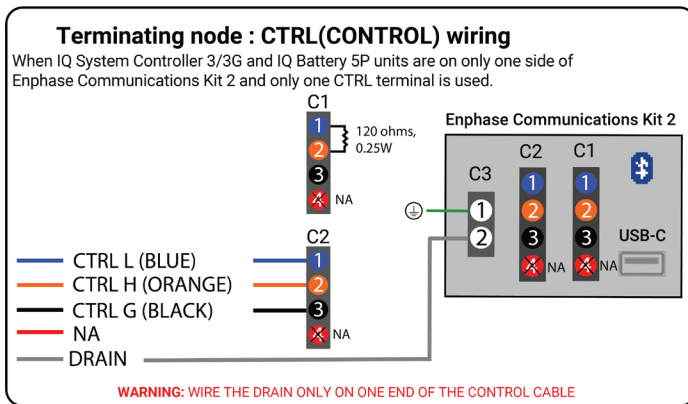 Terminating node : CTRL(CONTROL) wiring
When IQ System Controller 3/3G and IQ Battery 5P units are on only one side of
Enphase Communications Kit 2 and only one CTRL terminal is used.
C1
1
2
3
4
NA
120 ohms,
0.25W
Enphase Communications Kit 2
C3
1
2
C2
1
2
3
4
NA
C1
1
2
3
4
NA
USB-C
C2
1
2
3
4
NA
CTRL L (BLUE)
CTRL H (ORANGE)
CTRL G (BLACK)
NA
DRAIN
WARNING: WIRE THE DRAIN ONLY ON ONE END OF THE CONTROL CABLE